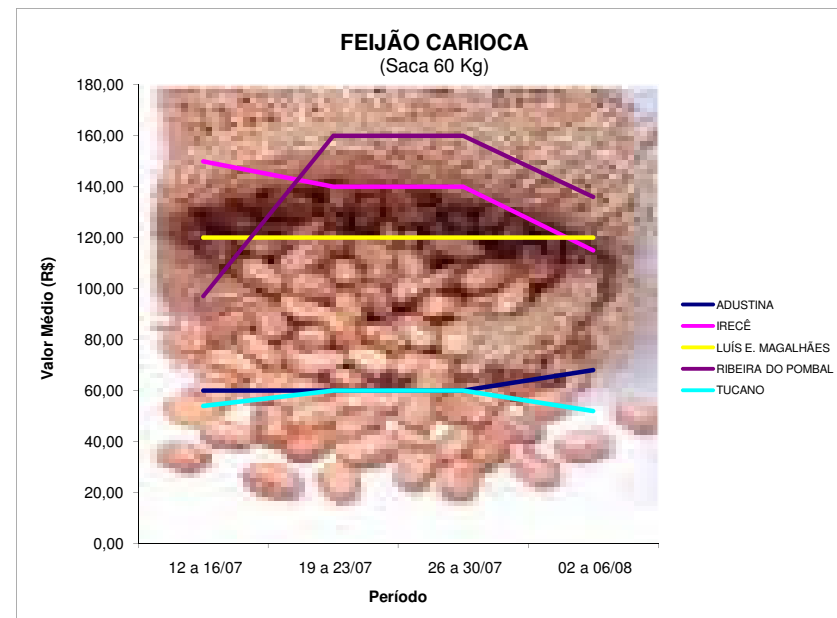 FEIJÃO CARIOCA
(Saca 60 Kg)
Valor Médio (R$)
180,00
160,00
140,00
120,00
100,00
80,00
60,00
40,00
20,00
0,00
12 a 16/07
19 a 23/07
26 a 30/07
02 a 06/08
Período
ADUSTINA
IRECÊ
LUÍS E. MAGALHÃES
RIBEIRA DO POMBAL
TUCANO